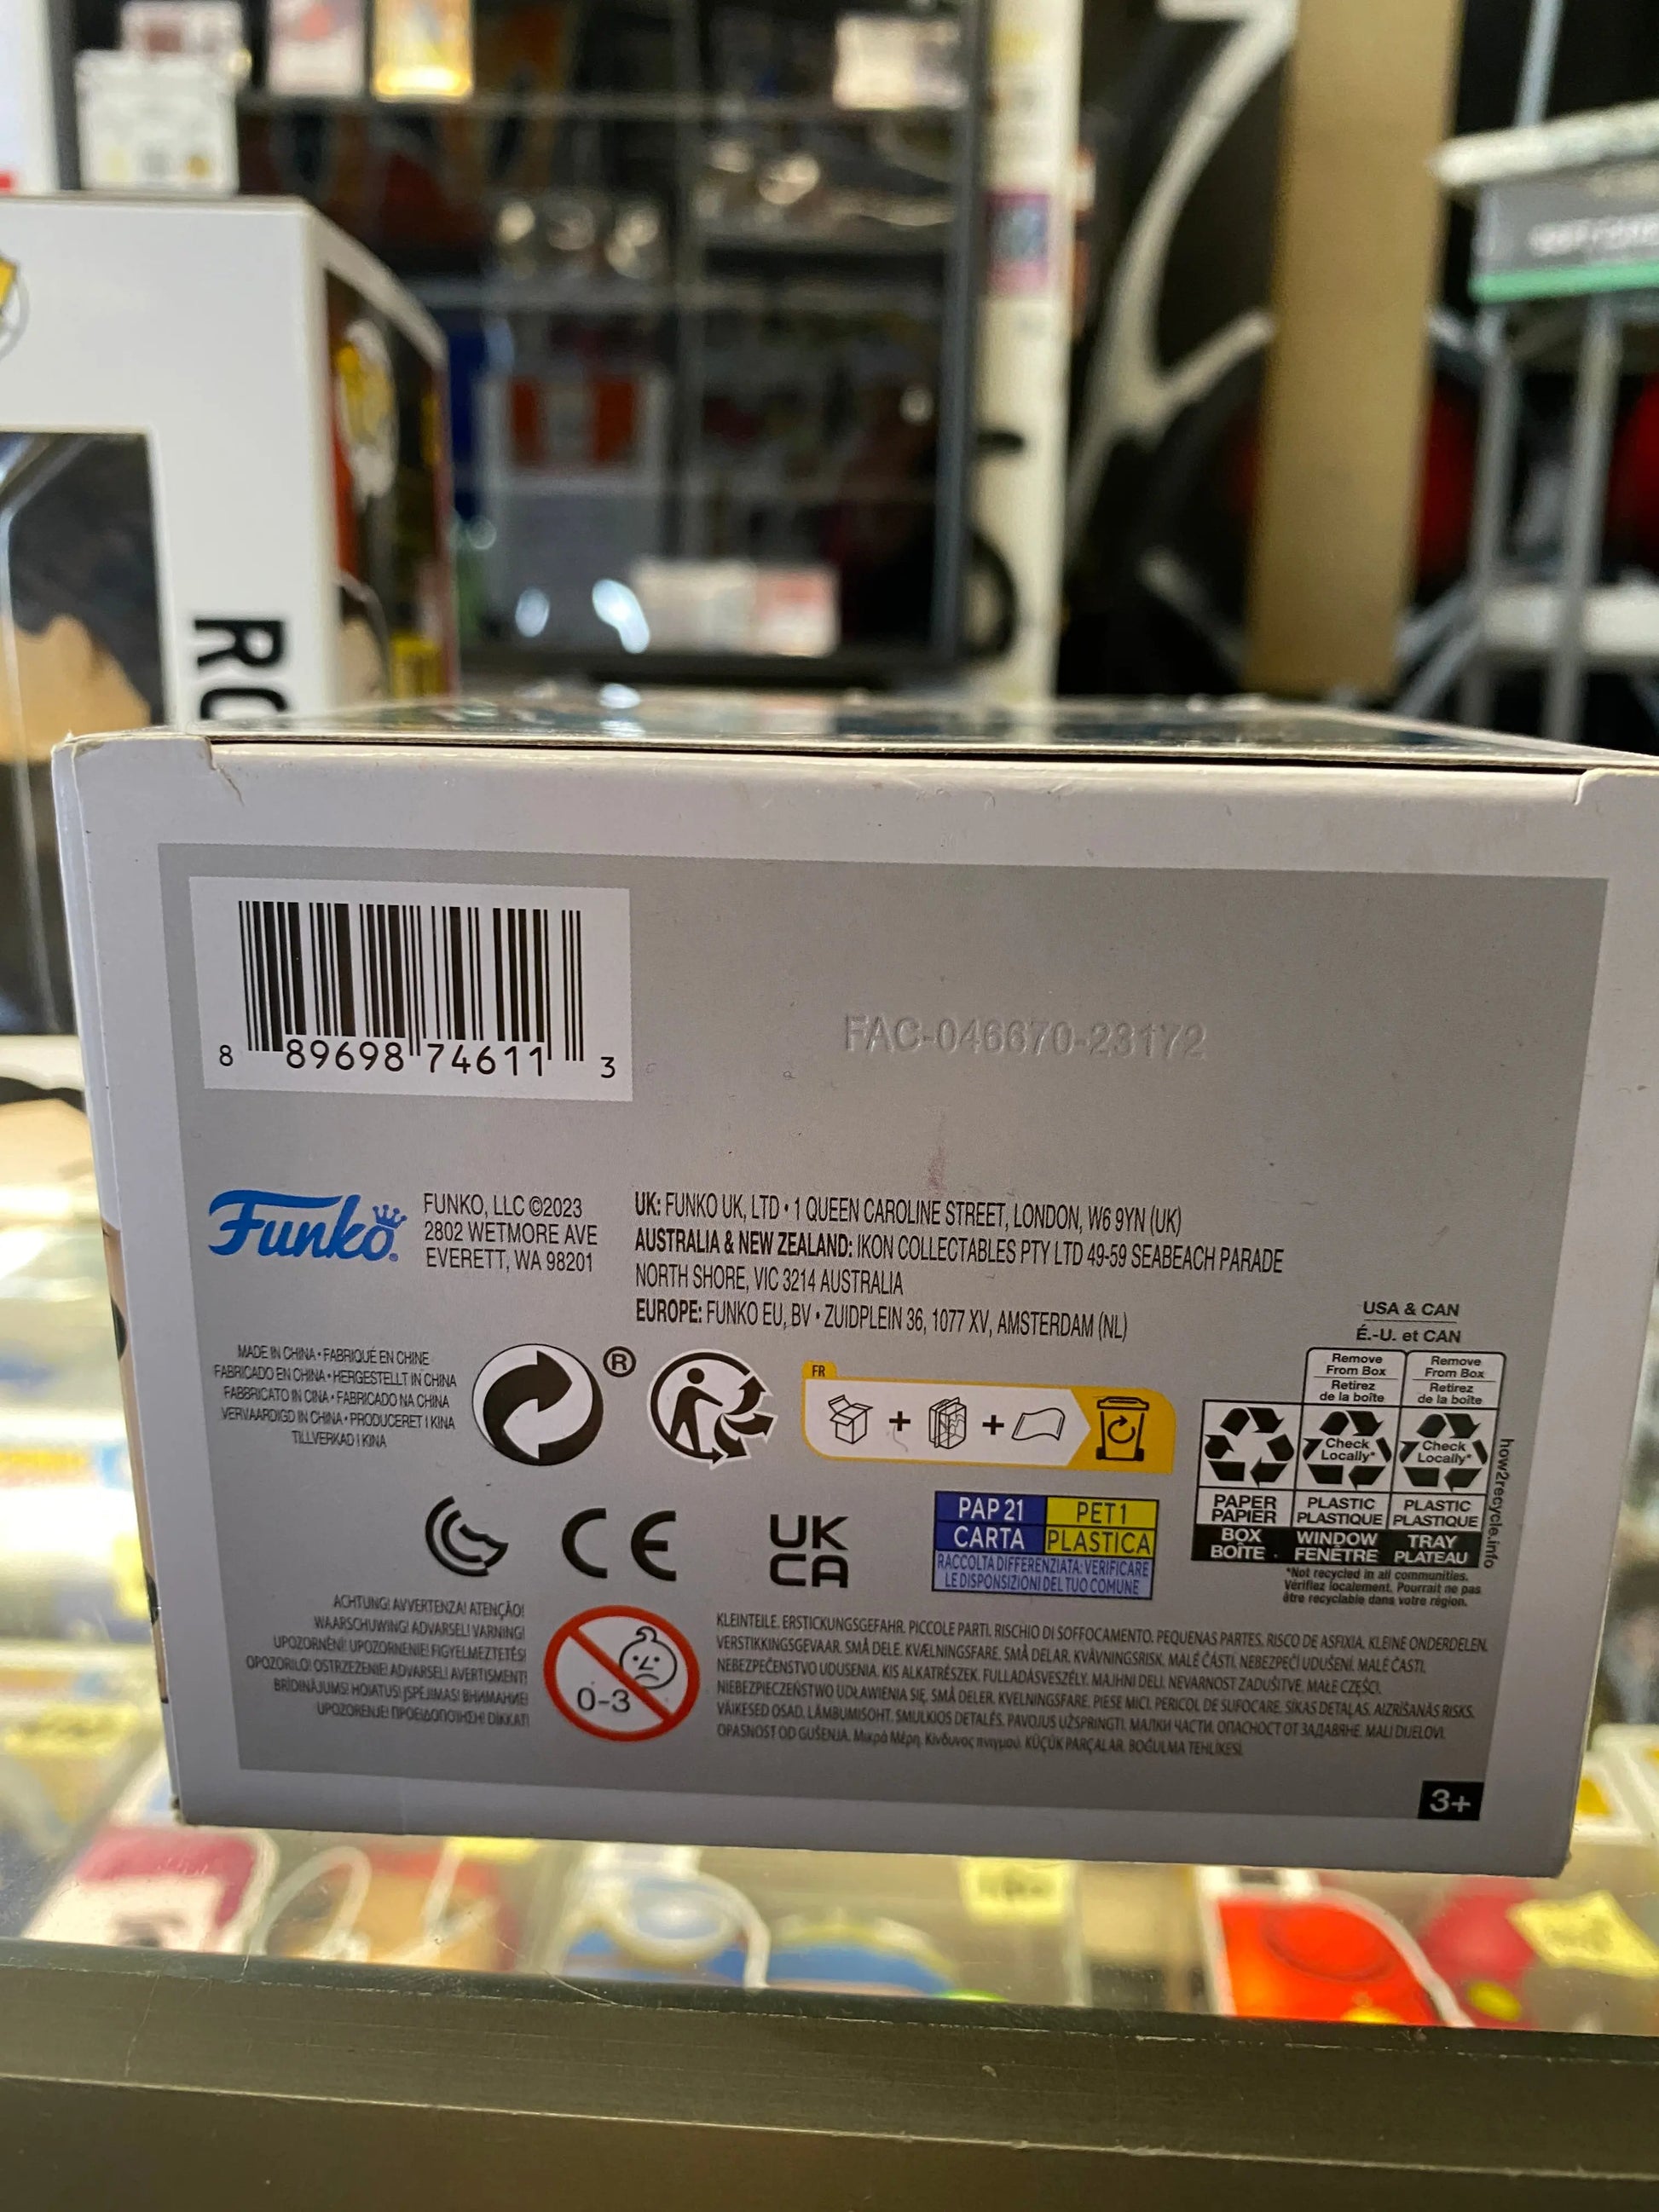 RO
8 89698 74611 3
FAC-046670-23172
Funko
FUNKO, LLC ©2023
2802 WETMORE AVE
EVERETT, WA 98201
UK: FUNKO UK, LTD • 1 QUEEN CAROLINE STREET, LONDON, W6 9YN (UK)
AUSTRALIA & NEW ZEALAND: IKON COLLECTABLES PTY LTD 49-59 SEABEACH PARADE
NORTH SHORE, VIC 3214 AUSTRALIA
EUROPE: FUNKO EU, BV • ZUIDPLEIN 36, 1077 XV, AMSTERDAM (NL)
MADE IN CHINA • FABRIQUÉ EN CHINE
FABRICADO EN CHINA • HERGESTELLT IN CHINA
FABBRICATO IN CINA • FABRICADO NA CHINA
VERVAARDIGD IN CHINA • PRODUCERET I KINA
TILLVERKAD I KINA
®
FR
+ +
USA & CAN
É.-U. et CAN
Remove
From Box
Retirez
de la boîte
Remove
From Box
Retirez
de la boîte
Check
Locally*
Check
Locally*
PAPER
PAPIER
PLASTIC
PLASTIQUE
PLASTIC
PLASTIQUE
BOX
BOÎTE
WINDOW
FENÊTRE
TRAY
PLATEAU
how2recycle.info
*Not recycled in all communities.
Vérifiez localement. Pourrait ne pas
être recyclable dans votre région.
CE
UK
CA
PAP 21
CARTA
PET1
PLASTICA
RACCOLTA DIFFERENZIATA: VERIFICARE
LE DISPONSIZIONI DEL TUO COMUNE
ACHTUNG! AVVERTENZA! ATENÇÃO!
WAARSCHUWING! ADVARSEL! VARNING!
UPOZORNĚNÍ! UPOZORNENIE! FIGYELMEZTETÉS!
OPOZORILO! OSTRZEŻENIE! ADVARSEL! AVERTISMENT!
BRĪDINĀJUMS! HOIATUS! ĮSPĖJIMAS! ВНИМАНИЕ!
UPOZORENJE! ΠΡΟΕΙΔΟΠΟΙΗΣΗ! DİKKAT!
0-3
KLEINTEILE. ERSTICKUNGSGEFAHR. PICCOLE PARTI. RISCHIO DI SOFFOCAMENTO. PEQUENAS PARTES. RISCO DE ASFIXIA. KLEINE ONDERDELEN.
VERSTIKKINGSGEVAAR. SMÅ DELE. KVÆLNINGSFARE. SMÅ DELAR. KVÄVNINGSRISK. MALÉ ČÁSTI. NEBEZPEČÍ UDUŠENÍ. MALÉ ČASTI.
NEBEZPEČENSTVO UDUSENIA. KIS ALKATRÉSZEK. FULLADÁSVESZÉLY. MAJHNI DELI. NEVARNOST ZADUŠITVE. MAŁE CZĘŚCI.
NIEBEZPIECZEŃSTWO UDŁAWIENIA SIĘ. SMÅ DELER. KVELNINGSFARE. PIESE MICI. PERICOL DE SUFOCARE. SĪKAS DETAĻAS. AIZRĪŠANĀS RISKS.
VÄIKESED OSAD. LÄMBUMISOHT. SMULKIOS DETALĖS. PAVOJUS UŽSPRINGTI. МАЛКИ ЧАСТИ. ОПАСНОСТ ОТ ЗАДАВЯНЕ. MALI DIJELOVI.
OPASNOST OD GUŠENJA. Μικρά Μέρη. Κίνδυνος πνιγμού. KÜÇÜK PARÇALAR. BOĞULMA TEHLİKESİ.
3+